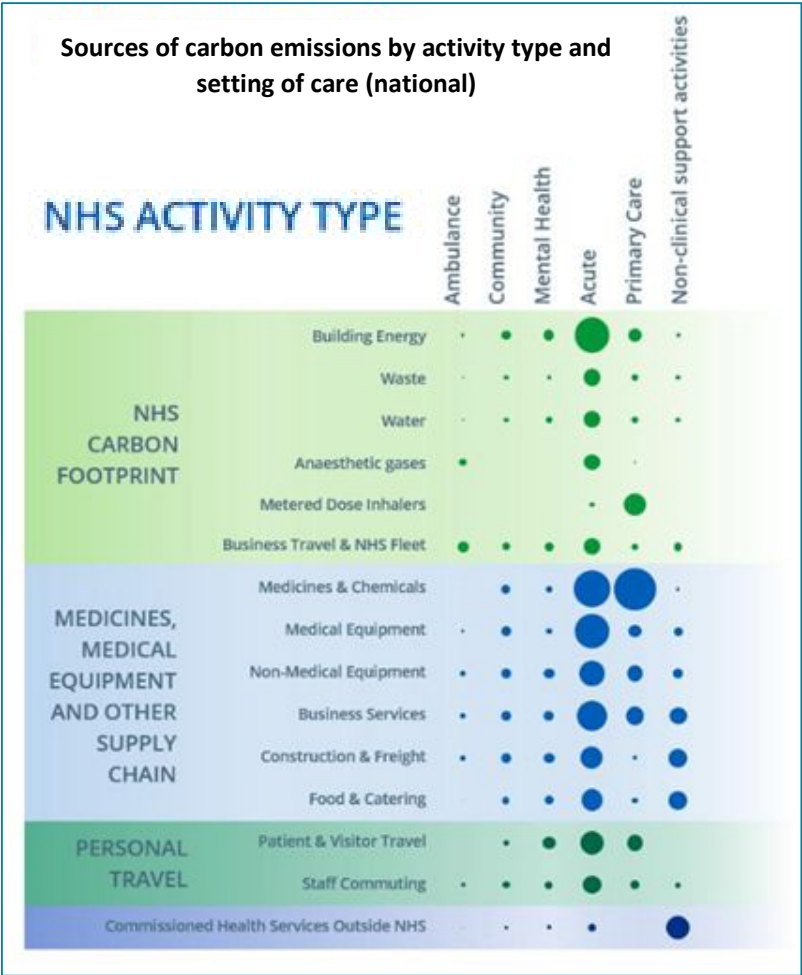 Sources of carbon emissions by activity type and
setting of care (national)
NHS ACTIVITY TYPE
Ambulance
Community
Mental Health
Acute
Primary Care
Non-clinical support activities
NHS
CARBON
FOOTPRINT
Building Energy
Waste
Water
Anaesthetic gases
Metered Dose Inhalers
Business Travel & NHS Fleet
MEDICINES,
MEDICAL
EQUIPMENT
AND OTHER
SUPPLY
CHAIN
Medicines & Chemicals
Medical Equipment
Non-Medical Equipment
Business Services
Construction & Freight
Food & Catering
PERSONAL
TRAVEL
Patient & Visitor Travel
Staff Commuting
Commissioned Health Services Outside NHS